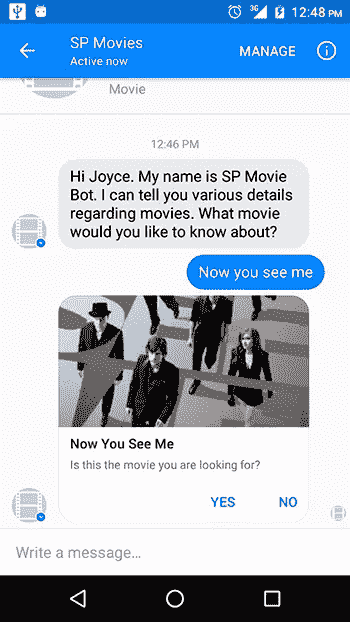 3G 12:48 PM
SP Movies
Active now
MANAGE
Movie
12:46 PM
Hi Joyce. My name is SP Movie
Bot. I can tell you various details
regarding movies. What movie
would you like to know about?
Now you see me
Now You See Me
Is this the movie you are looking for?
YES NO
Write a message...